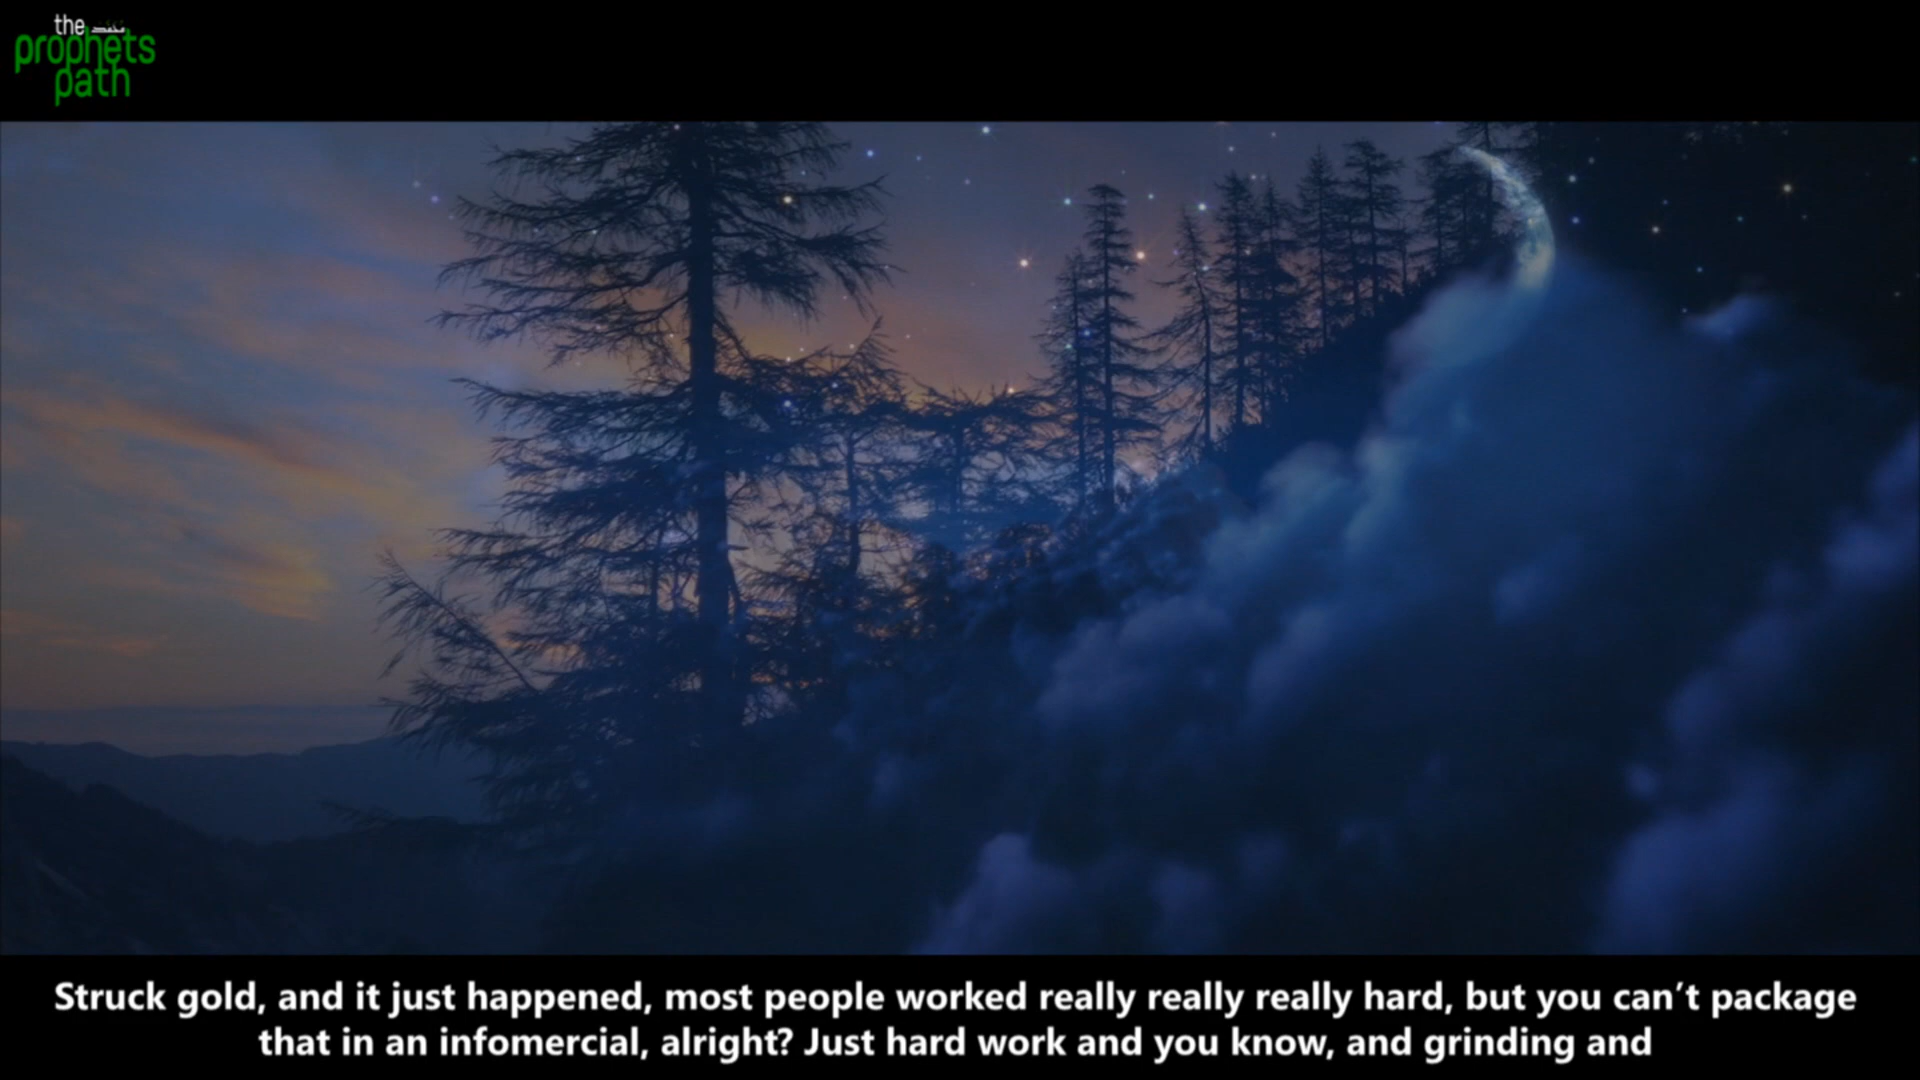 the
prophets
path
Struck gold, and it just happened, most people worked really really really hard, but you can’t package
that in an infomercial, alright? Just hard work and you know, and grinding and